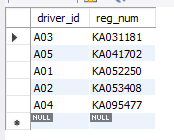 driver_id reg_num
A03 KA031181
A05 KA041702
A01 KA052250
A02 KA053408
A04 KA095477
NULL NULL